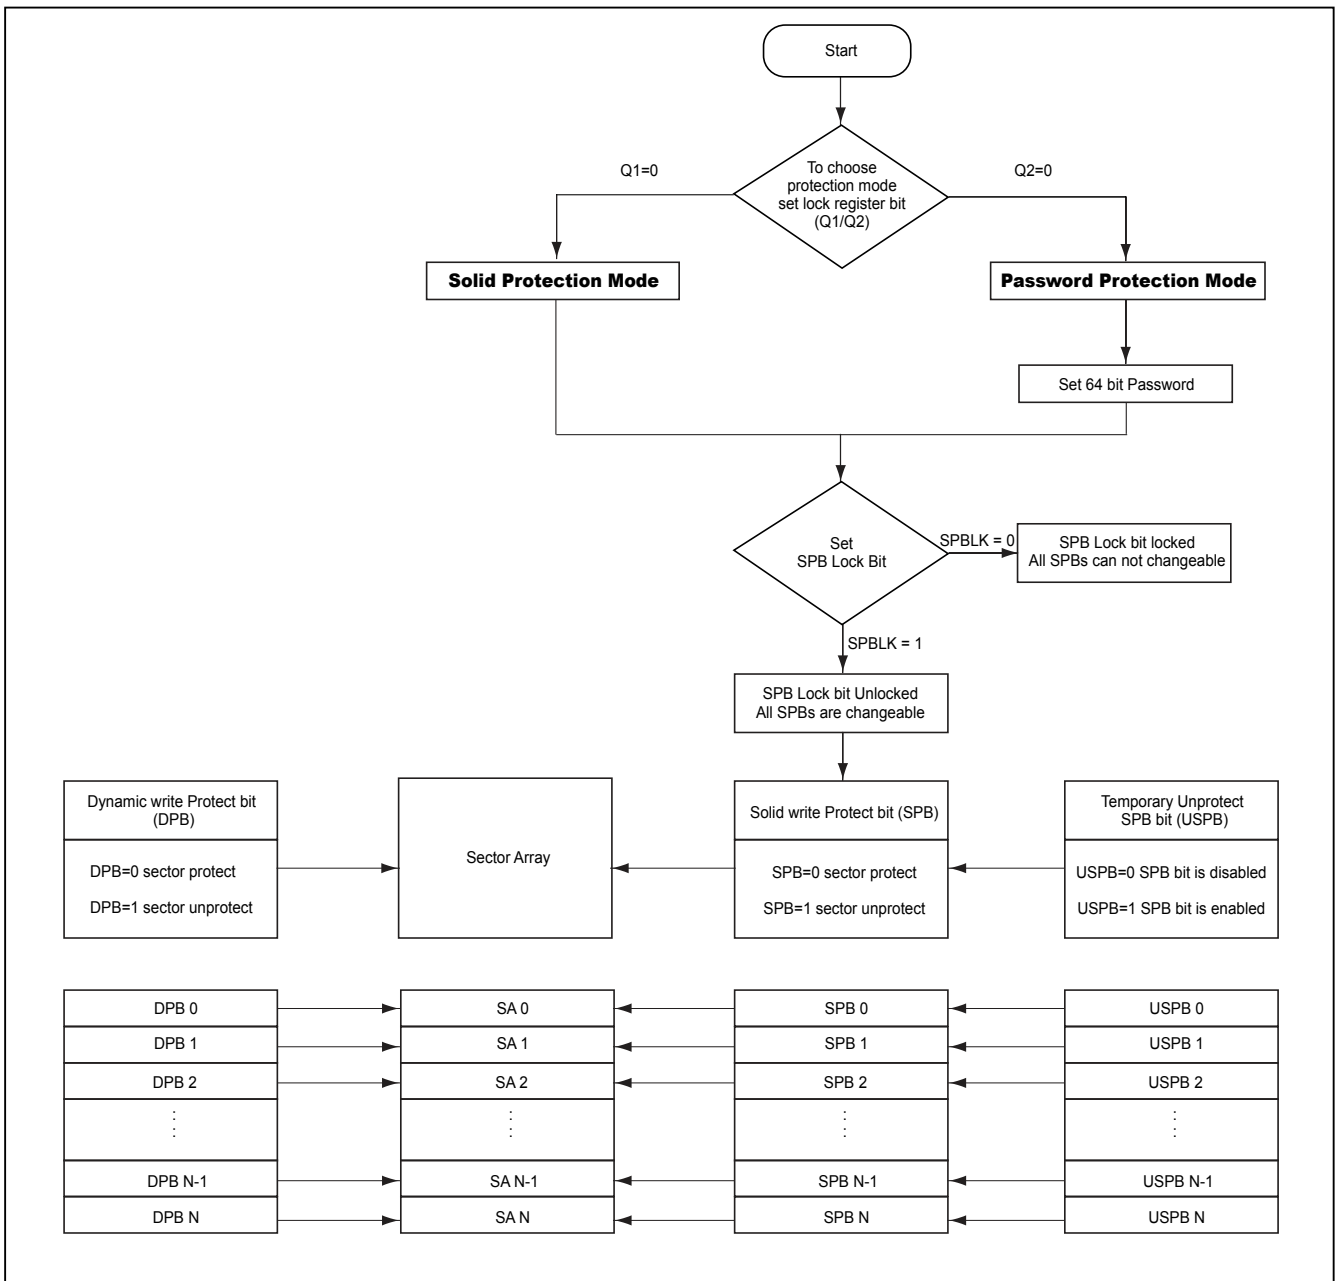 Start
Q1=0
To choose
protection mode
set lock register bit
(Q1/Q2)
Q2=0
Solid Protection Mode
Password Protection Mode
Set 64 bit Password
Set
SPB Lock Bit
SPBLK = 0
SPB Lock bit locked
All SPBs can not changeable
SPBLK = 1
SPB Lock bit Unlocked
All SPBs are changeable
Dynamic write Protect bit
(DPB)
DPB=0 sector protect
DPB=1 sector unprotect
Sector Array
Solid write Protect bit (SPB)
SPB=0 sector protect
SPB=1 sector unprotect
Temporary Unprotect
SPB bit (USPB)
USPB=0 SPB bit is disabled
USPB=1 SPB bit is enabled
DPB 0 SA 0 SPB 0 USPB 0
DPB 1 SA 1 SPB 1 USPB 1
DPB 2 SA 2 SPB 2 USPB 2
DPB N-1 SA N-1 SPB N-1 USPB N-1
DPB N SA N SPB N USPB N